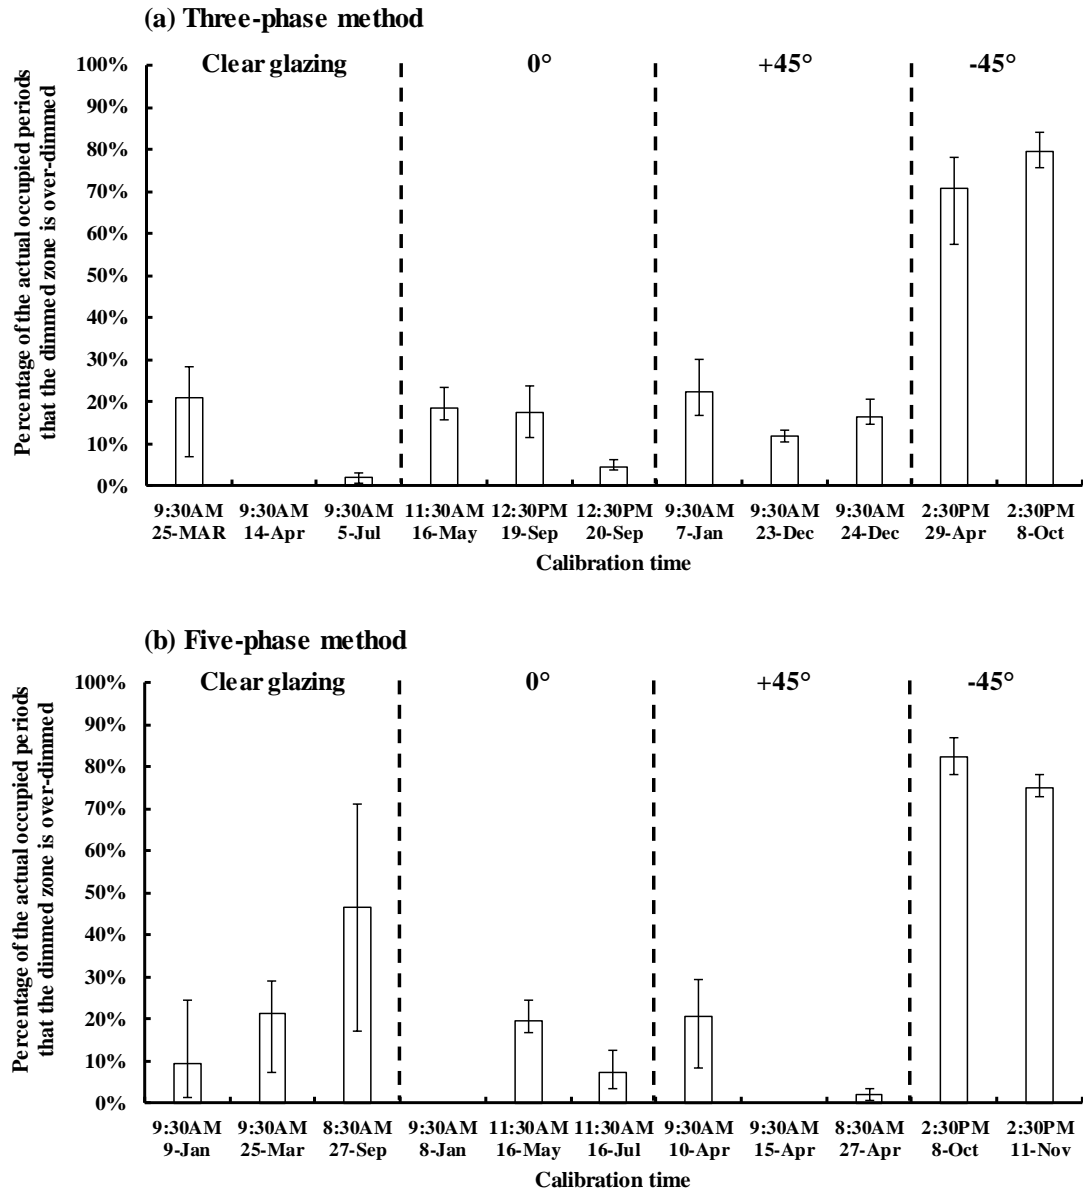 (a) Three-phase method
Percentage of the actual occupied periods
that the dimmed zone is over-dimmed
Clear glazing 0° +45° -45°
100%
90%
80%
70%
60%
50%
40%
30%
20%
10%
0%
9:30AM 9:30AM 9:30AM 11:30AM 12:30PM 12:30PM 9:30AM 9:30AM 9:30AM 2:30PM 2:30PM
25-MAR 14-Apr 5-Jul 16-May 19-Sep 20-Sep 7-Jan 23-Dec 24-Dec 29-Apr 8-Oct
Calibration time
(b) Five-phase method
Percentage of the actual occupied periods
that the dimmed zone is over-dimmed
Clear glazing 0° +45° -45°
100%
90%
80%
70%
60%
50%
40%
30%
20%
10%
0%
9:30AM 9:30AM 8:30AM 9:30AM 11:30AM 11:30AM 9:30AM 9:30AM 8:30AM 2:30PM 2:30PM
9-Jan 25-Mar 27-Sep 8-Jan 16-May 16-Jul 10-Apr 15-Apr 27-Apr 8-Oct 11-Nov
Calibration time